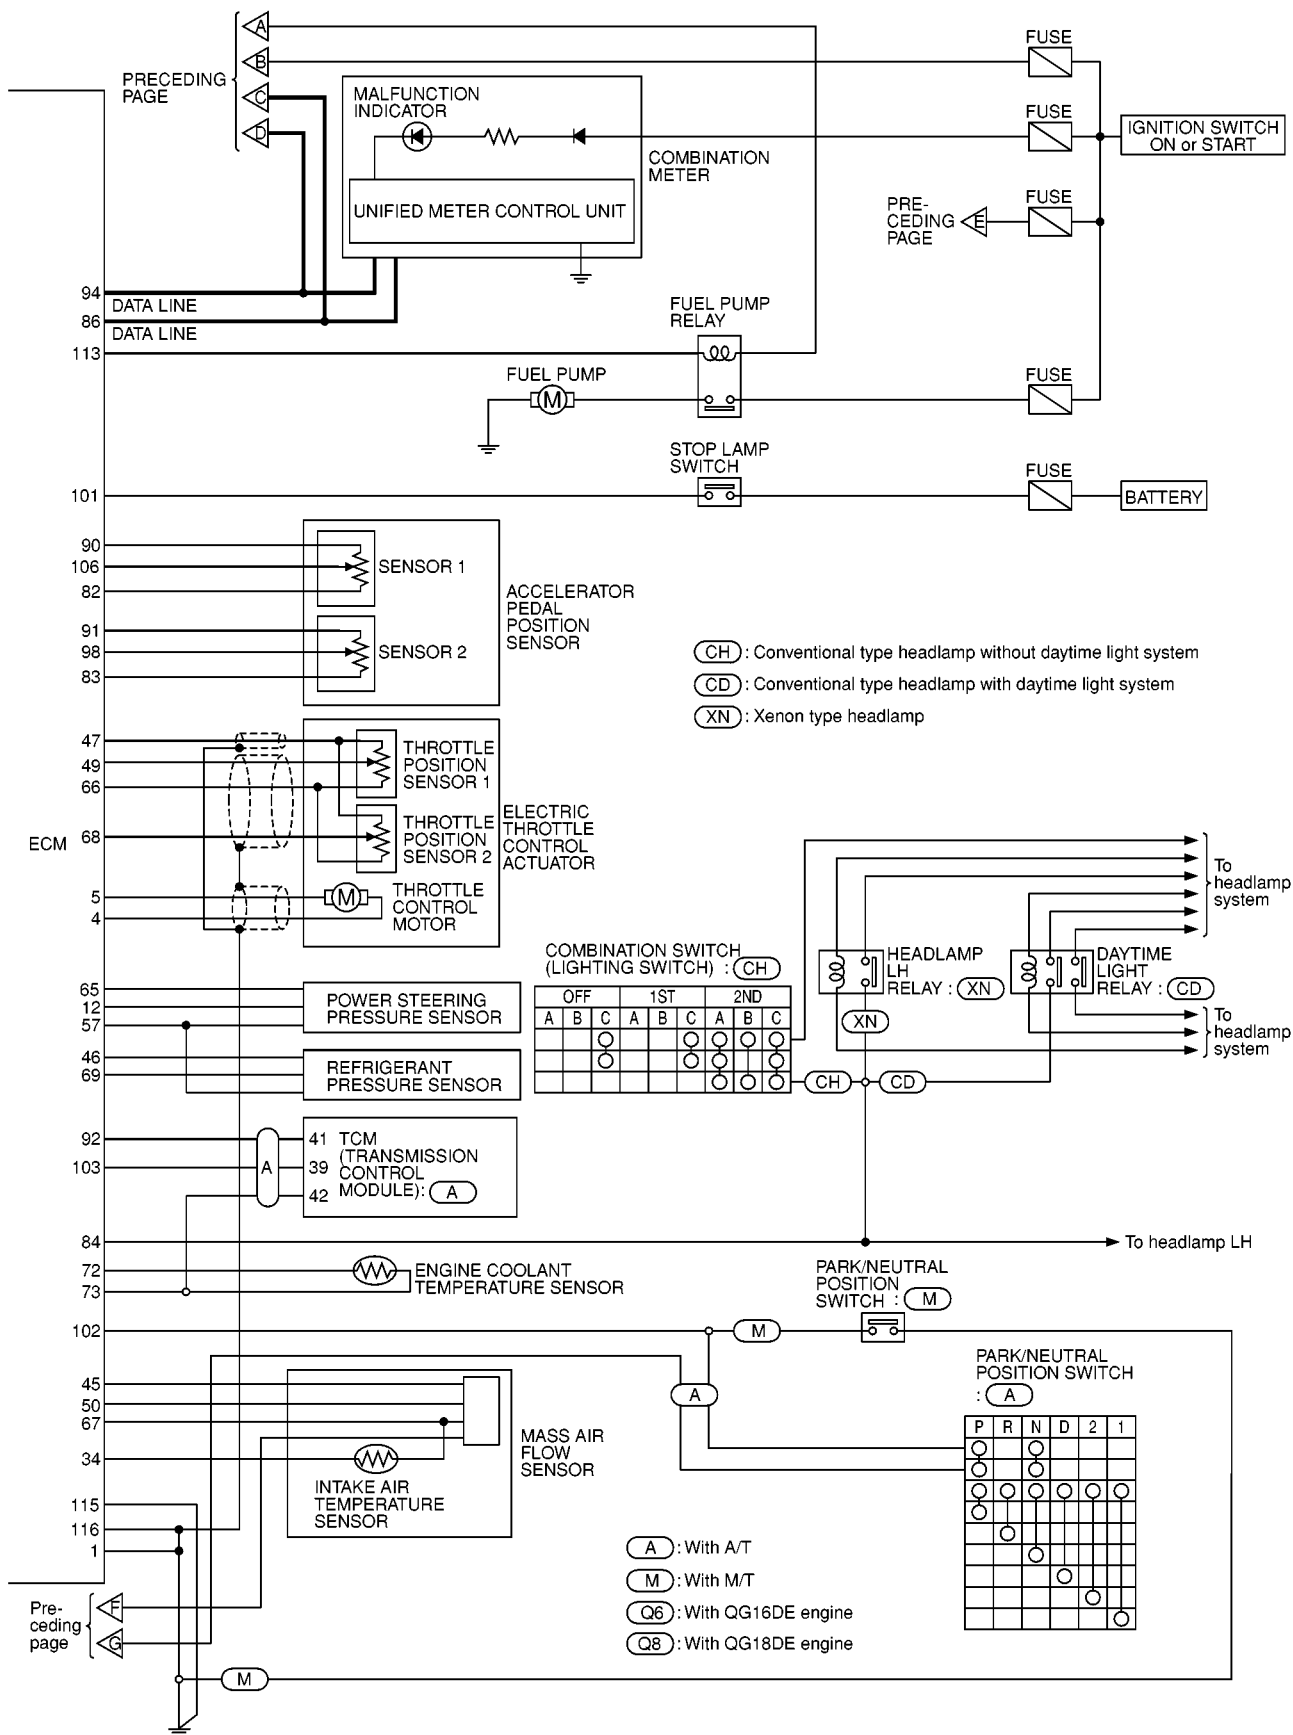 PRECEDING
PAGE
A
B
C
D
MALFUNCTION
INDICATOR
UNIFIED METER CONTROL UNIT
COMBINATION
METER
FUSE
FUSE
IGNITION SWITCH
ON or START
PRE-
CEDING
PAGE
E
FUSE
94
DATA LINE
86
DATA LINE
113
FUEL PUMP
RELAY
FUEL PUMP
M
FUSE
STOP LAMP
SWITCH
101
FUSE
BATTERY
90
106
82
SENSOR 1
91
98
83
SENSOR 2
ACCELERATOR
PEDAL
POSITION
SENSOR
CH : Conventional type headlamp without daytime light system
CD : Conventional type headlamp with daytime light system
XN : Xenon type headlamp
47
49
66
THROTTLE
POSITION
SENSOR 1
ECM
68
THROTTLE
POSITION
SENSOR 2
ELECTRIC
THROTTLE
CONTROL
ACTUATOR
5
4
M
THROTTLE
CONTROL
MOTOR
To
headlamp
system
COMBINATION SWITCH
(LIGHTING SWITCH) : CH
OFF 1ST 2ND
A B C A B C A B C
HEADLAMP
LH
RELAY : XN
DAYTIME
LIGHT
RELAY : CD
XN
To
headlamp
system
CH
CD
65
12
57
POWER STEERING
PRESSURE SENSOR
46
69
REFRIGERANT
PRESSURE SENSOR
92
103
A
41
39
42
TCM
(TRANSMISSION
CONTROL
MODULE): A
84
To headlamp LH
72
73
ENGINE COOLANT
TEMPERATURE SENSOR
PARK/NEUTRAL
POSITION
SWITCH : M
102
M
A
PARK/NEUTRAL
POSITION SWITCH
: A
P R N D 2 1
45
50
67
34
MASS AIR
FLOW
SENSOR
INTAKE AIR
TEMPERATURE
SENSOR
115
116
1
A : With A/T
M : With M/T
Q6 : With QG16DE engine
Q8 : With QG18DE engine
Pre-
ceding
page
F
G
M